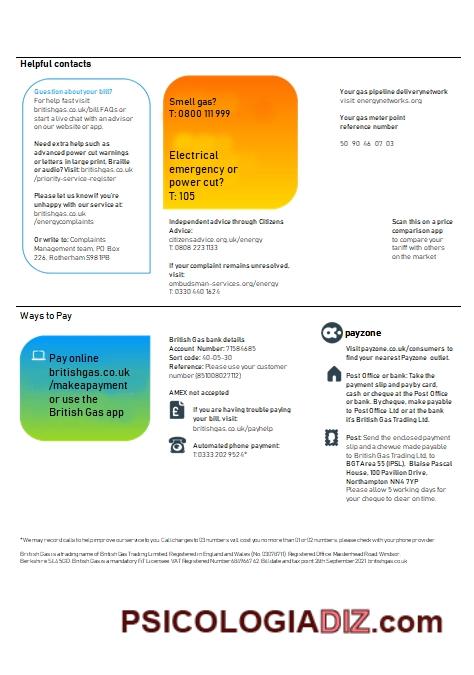 Helpful contacts
Question about your bill?
For help fast visit
britishgas.co.uk/bill FAQs or
start a live chat with an advisor
on our website or app.
Need extra help such as
advanced power cut warnings
or letters in large print, Braille
or audio? Visit: britishgas.co.uk
/priority-service-register
Please let us know if you're
unhappy with our service at:
britishgas.co.uk
/energycomplaints
Or write to: Complaints
Management team, PO Box
226, Rotherham S98 1PB
Smell gas?
T: 0800 111 999
Electrical
emergency or
power cut?
T: 105
Independent advice through Citizens
Advice:
citizensadvice.org.uk/energy
T: 0808 223 1133
If your complaint remains unresolved,
visit:
ombudsman-services.org/energy
T: 0330 440 1624
Your gas pipeline delivery network
visit energynetworks.org
Your gas meter point
reference number
50 90 46 07 03
Scan this on a price
comparison app
to compare your
tariff with others
on the market
Ways to Pay
Pay online
britishgas.co.uk
/makeapayment
or use the
British Gas app
British Gas bank details
Account Number: 71584685
Sort code: 40-05-30
Reference: Please use your customer
number (851008027112)
AMEX not accepted
If you are having trouble paying
your bill, visit:
britishgas.co.uk/payhelp
Automated phone payment:
T:0333 202 9524*
payzone
Visit payzone.co.uk/consumers to
find your nearest Payzone outlet.
Post Office or bank: Take the
payment slip and pay by card,
cash or cheque at the Post Office
or bank. By cheque, make payable
to Post Office Ltd or at the bank
it's British Gas Trading Ltd.
Post: Send the enclosed payment
slip and a cheque made payable
to British Gas Trading Ltd, to
BGT Area 55 (IPSL), Blaise Pascal
House, 100 Pavilion Drive,
Northampton NN4 7YP
Please allow 5 working days for
your cheque to clear on time.
*We may record calls to help improve our service to you. Call charges to 03 numbers will cost you no more than 01 or 02 numbers, please check with your phone provider
British Gas is a trading name of British Gas Trading Limited. Registered in England and Wales (No. 03078711). Registered Office: Maidenhead Road, Windsor,
Berkshire SL4 5GD. British Gas is a mandatory FiT Licensee. VAT Registered Number 684 9667 62. Bill date and tax point 26th September 2021 britishgas.co.uk
PSICOLOGIADIZ.com